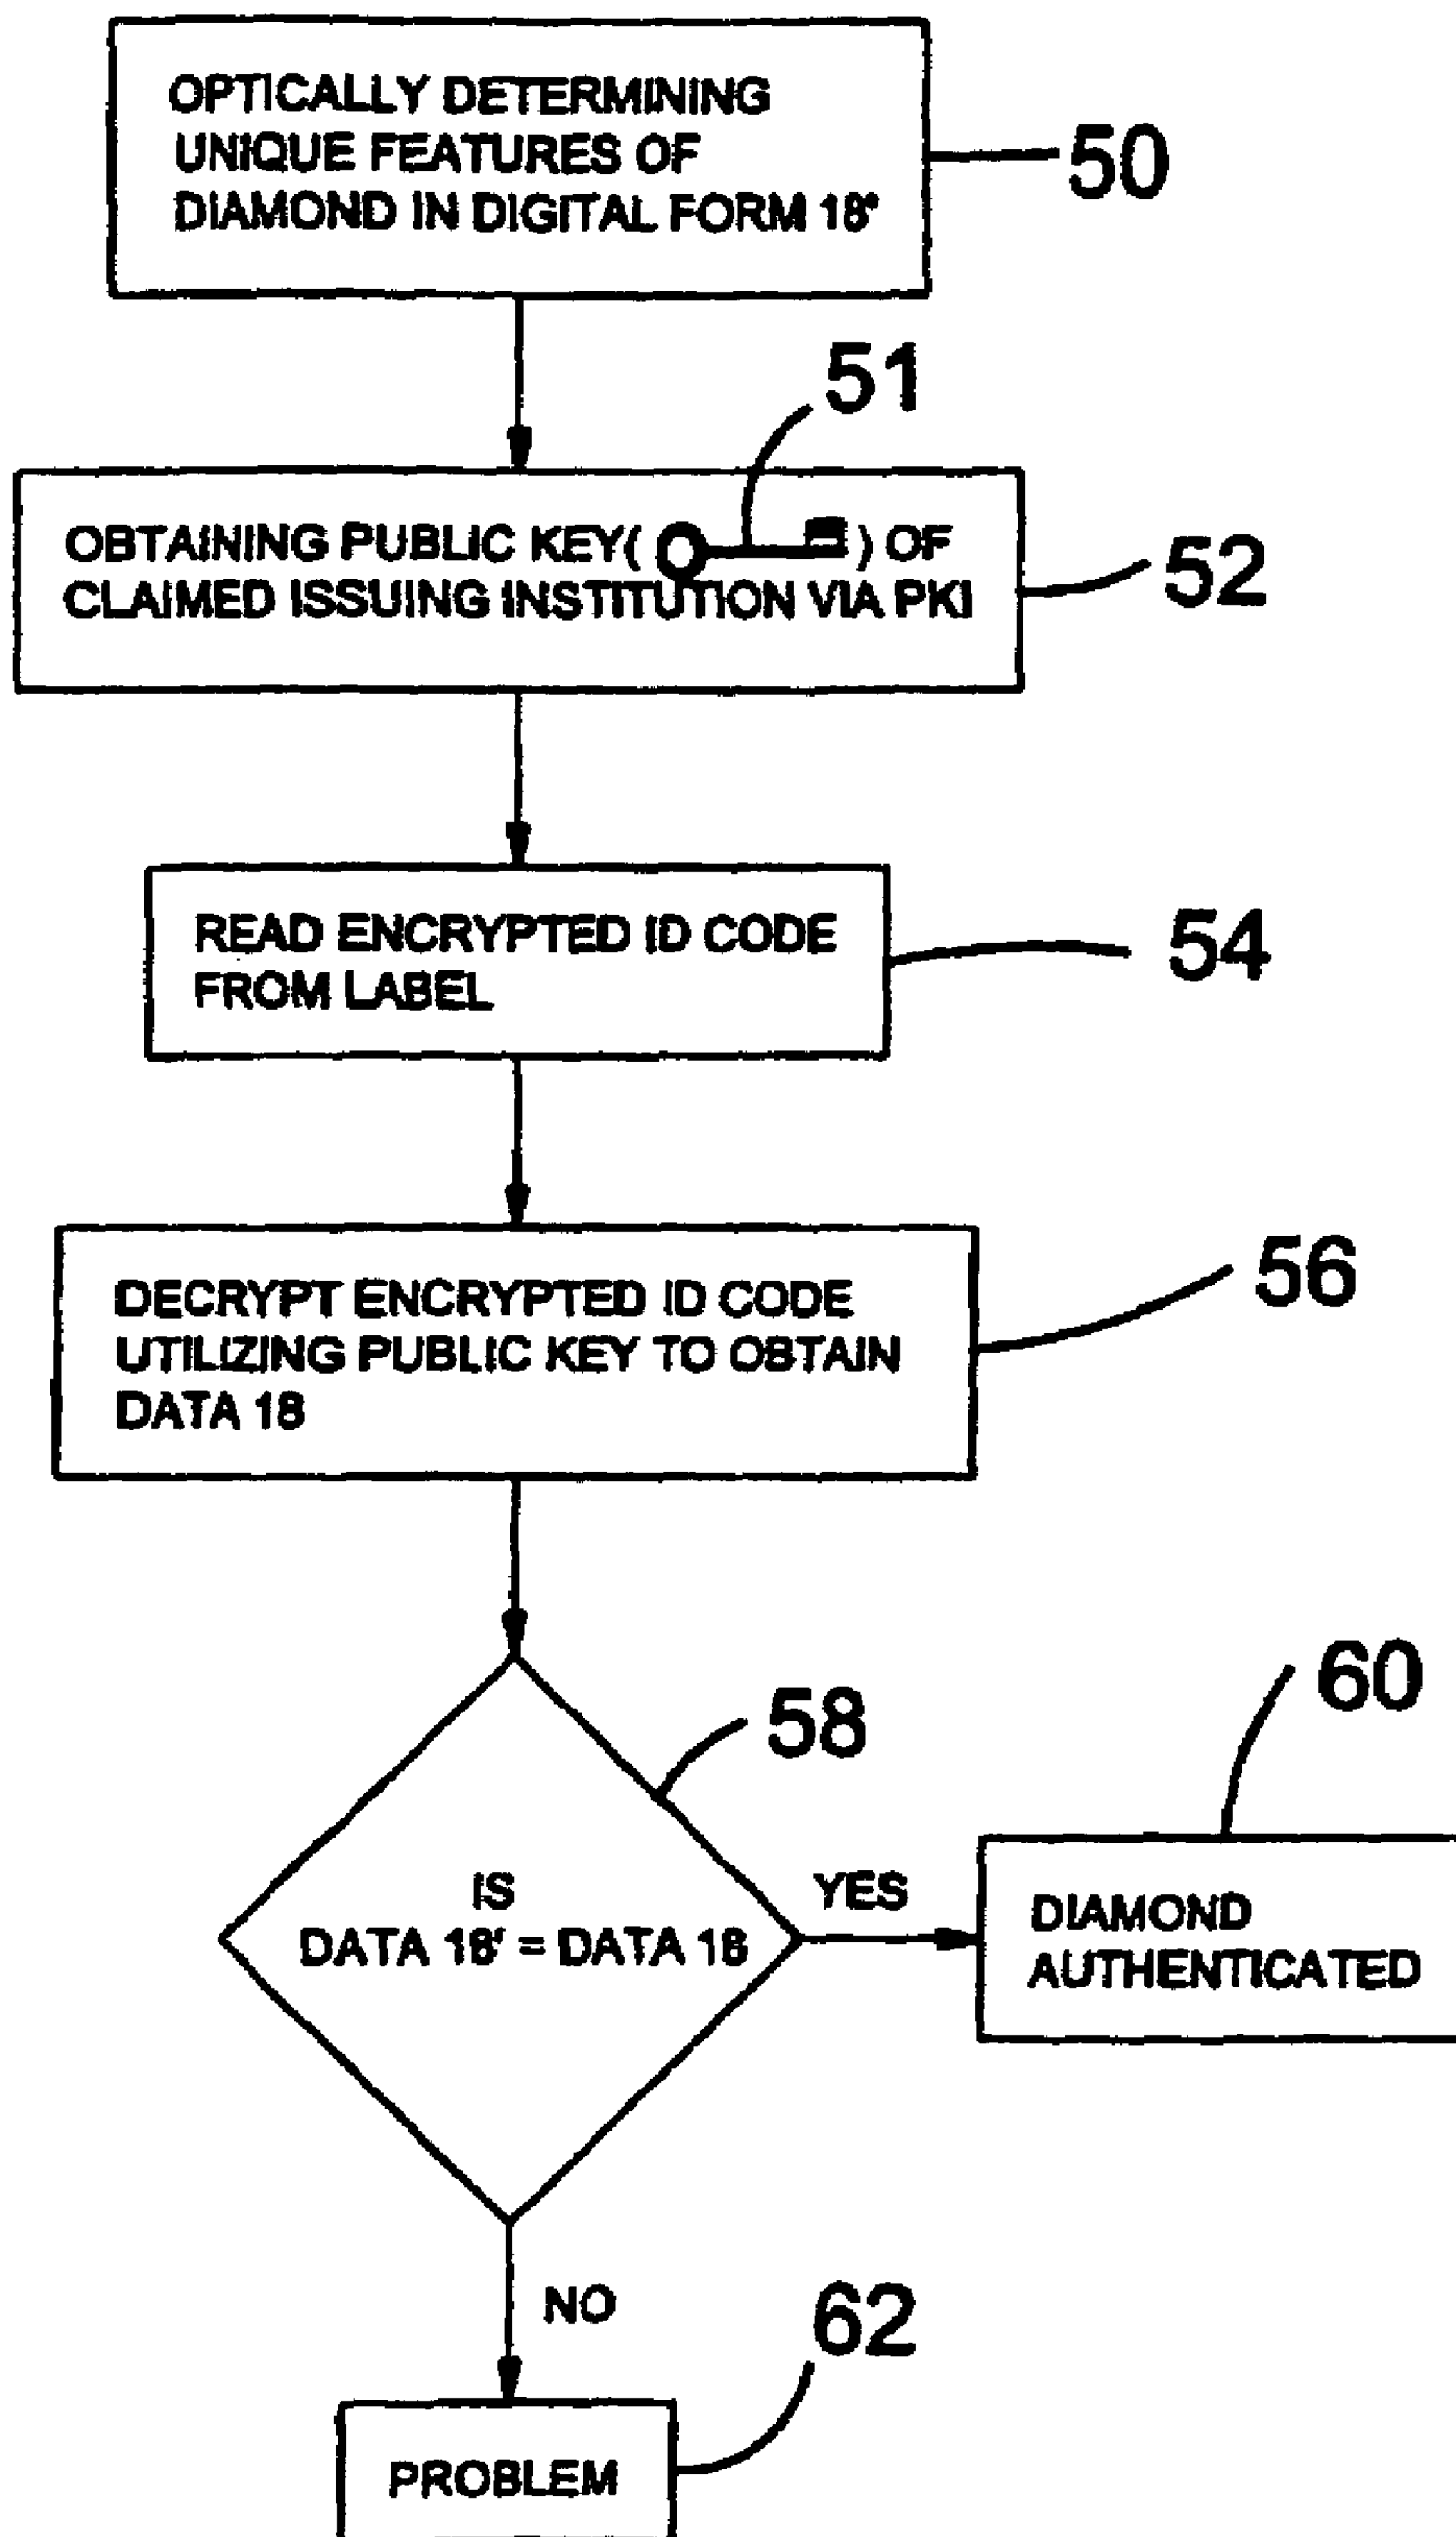 OPTICALLY DETERMINING
UNIQUE FEATURES OF
DIAMOND IN DIGITAL FORM 18'
50
51
OBTAINING PUBLIC KEY( ) OF
CLAIMED ISSUING INSTITUTION VIA PKI
52
READ ENCRYPTED ID CODE
FROM LABEL
54
DECRYPT ENCRYPTED ID CODE
UTILIZING PUBLIC KEY TO OBTAIN
DATA 18
56
58
IS
DATA 18' = DATA 18
YES
60
DIAMOND
AUTHENTICATED
NO
62
PROBLEM